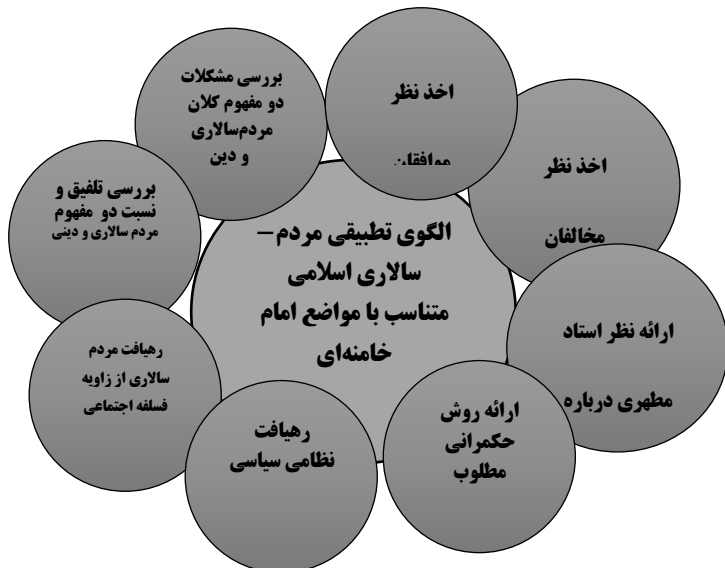 الگوی تطبیقی مردم–
سالاری اسلامی
متناسب با مواضع امام
خامنه‌ای
اخذ نظر
موافقان
اخذ نظر
مخالفان
ارائه نظر استاد
مطهری درباره
ارائه روش
حکمرانی
مطلوب
رهیافت
نظامی سیاسی
رهیافت مردم
سالاری از زاویه
فسلفه اجتماعی
بررسی تلفیق و
نسبت دو مفهوم
مردم سالاری و دینی
بررسی مشکلات
دو مفهوم کلان
مردم‌سالاری
و دین